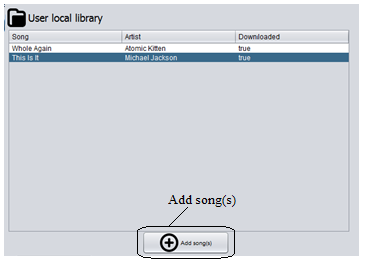 User local library
Song Artist Downloaded
Whole Again Atomic Kitten true
This Is It Michael Jackson true
Add song(s)
Add song(s)